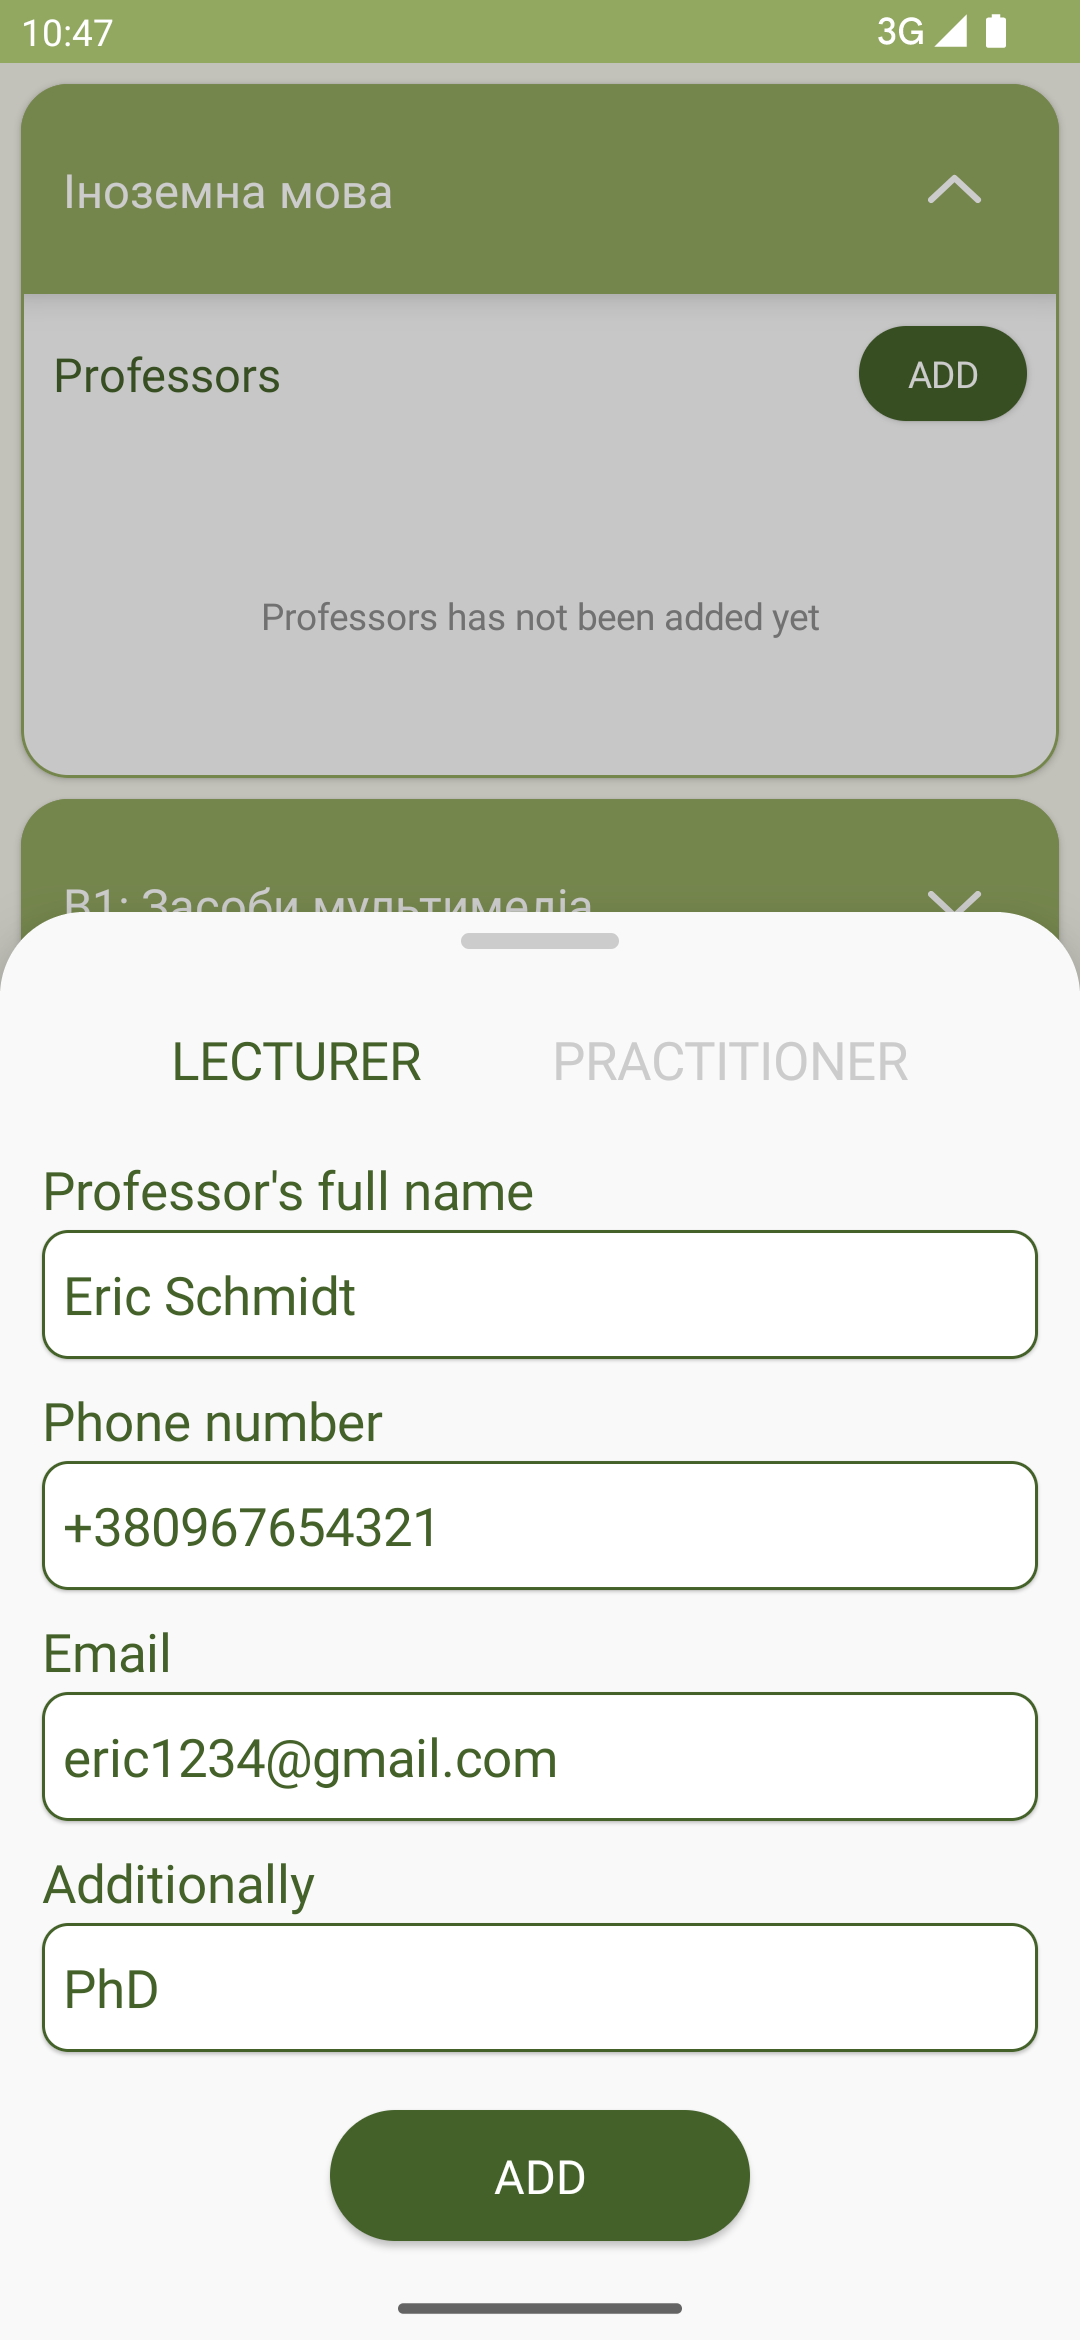 10:47
3G
Іноземна мова
Professors
ADD
Professors has not been added yet
В1: Засоби мультимедіа
LECTURER
PRACTITIONER
Professor's full name
Eric Schmidt
Phone number
+380967654321
Email
eric1234@gmail.com
Additionally
PhD
ADD